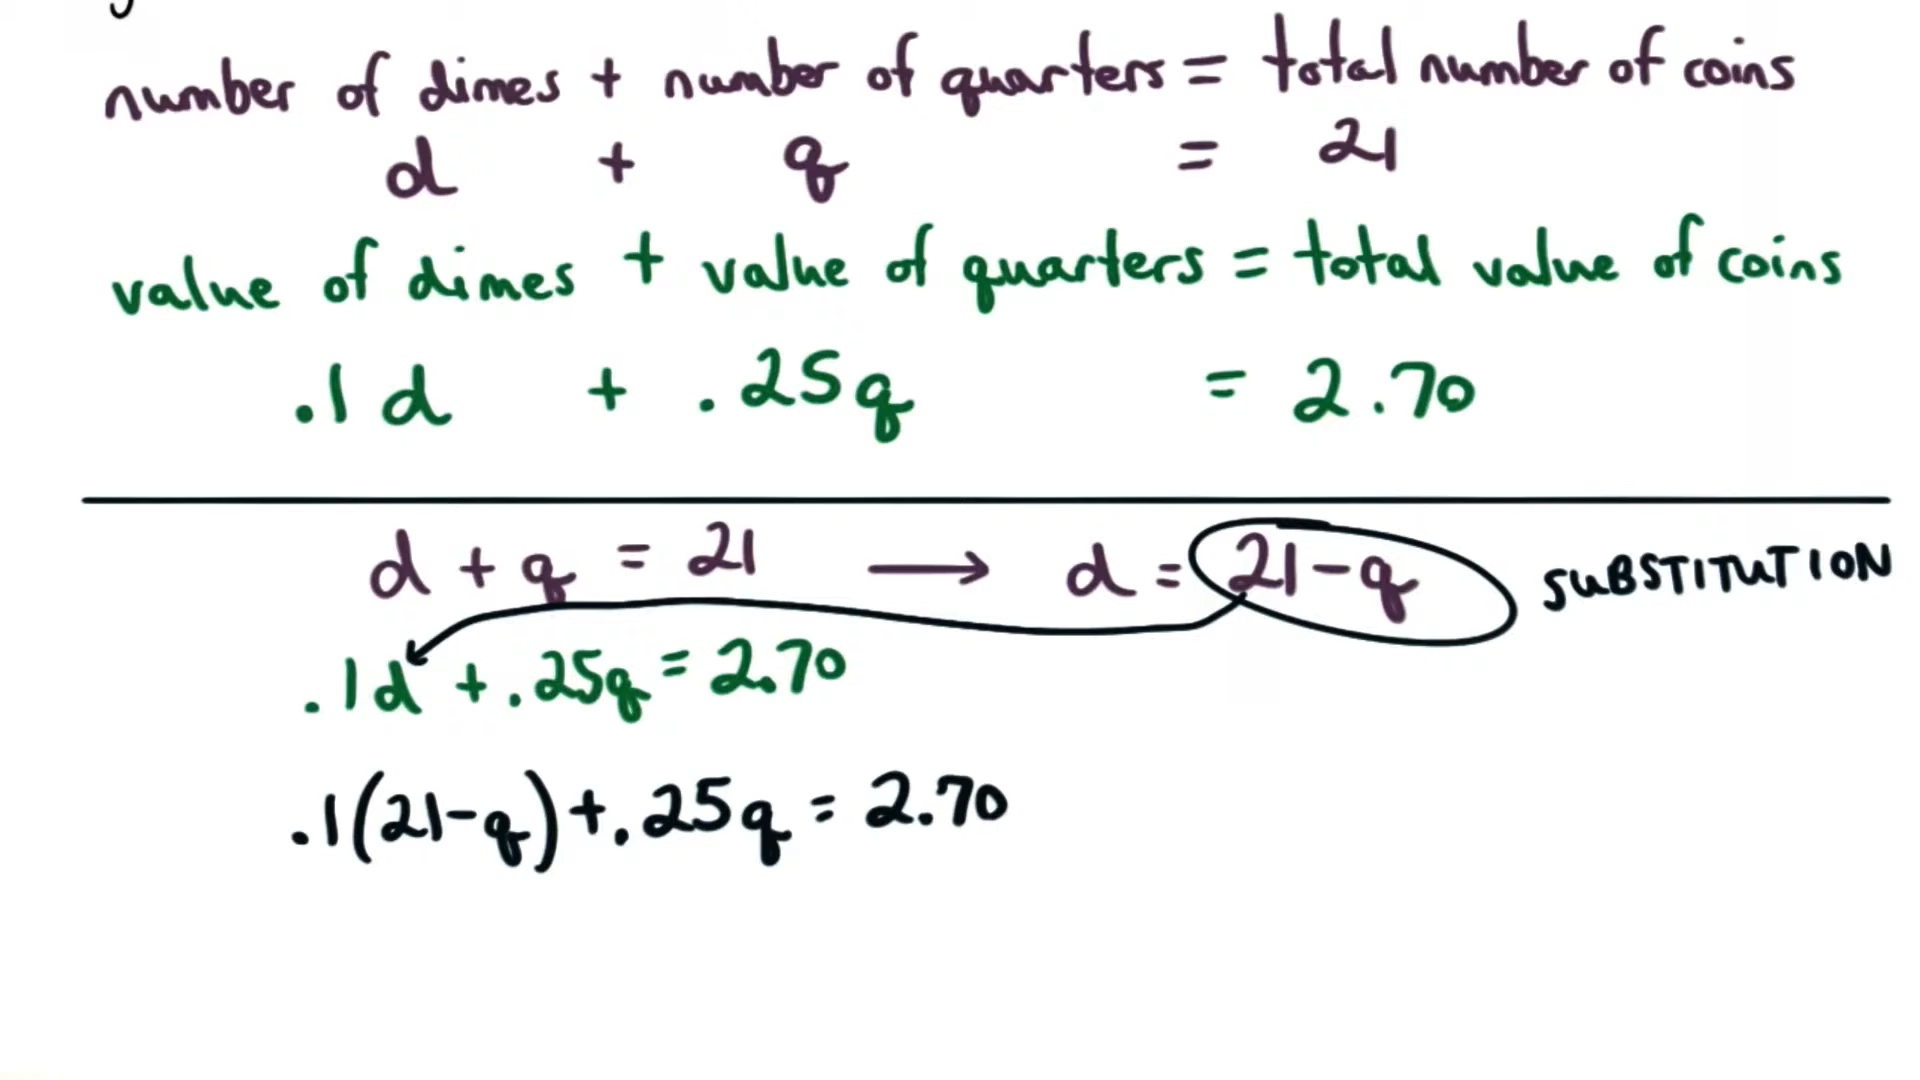 number of dimes + number of quarters = total number of coins
d + q = 21
value of dimes + value of quarters = total value of coins
.1d + .25q = 2.70
d + q = 21 → d = 21-q SUBSTITUTION
.1d + .25q = 2.70
.1(21-q)+.25q = 2.70